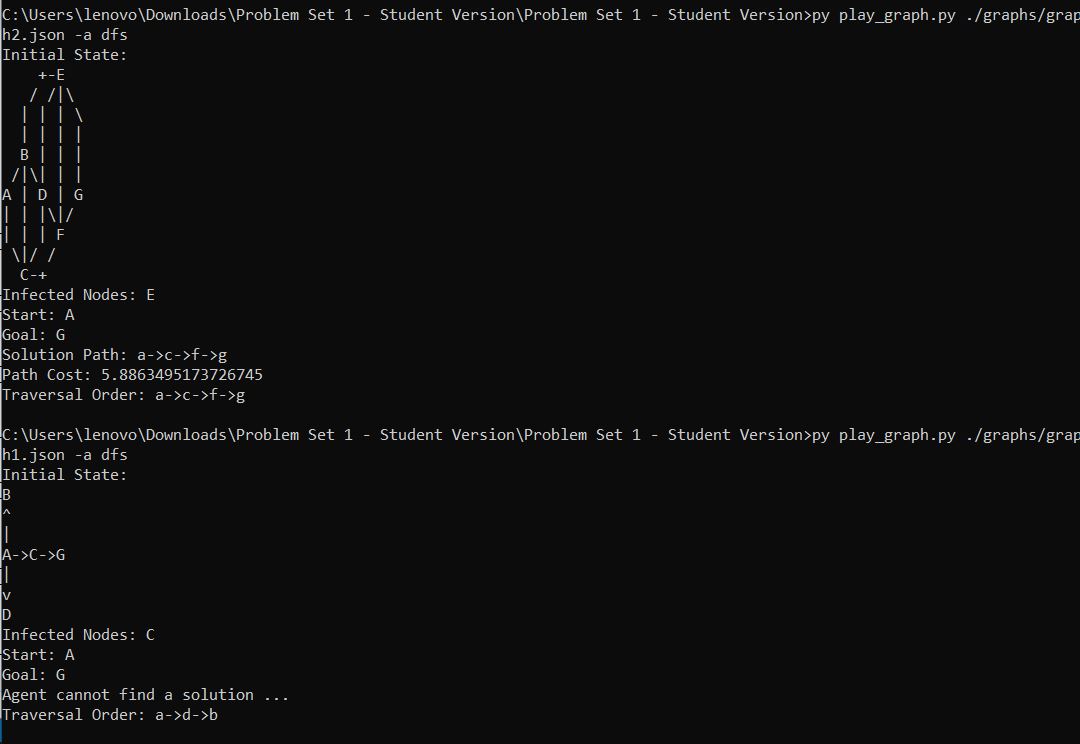 C:\Users\lenovo\Downloads\Problem Set 1 - Student Version\Problem Set 1 - Student Version>py play_graph.py ./graphs/grap
h2.json -a dfs
Initial State:
    +-E
   / /|\
  | | | \
  | | | |
  B | | |
 /|\| | |
A | D | G
| | |\|/
| | | F
 \|/ /
  C-+
Infected Nodes: E
Start: A
Goal: G
Solution Path: a->c->f->g
Path Cost: 5.8863495173726745
Traversal Order: a->c->f->g

C:\Users\lenovo\Downloads\Problem Set 1 - Student Version\Problem Set 1 - Student Version>py play_graph.py ./graphs/grap
h1.json -a dfs
Initial State:
B
^
|
A->C->G
|
v
D
Infected Nodes: C
Start: A
Goal: G
Agent cannot find a solution ...
Traversal Order: a->d->b